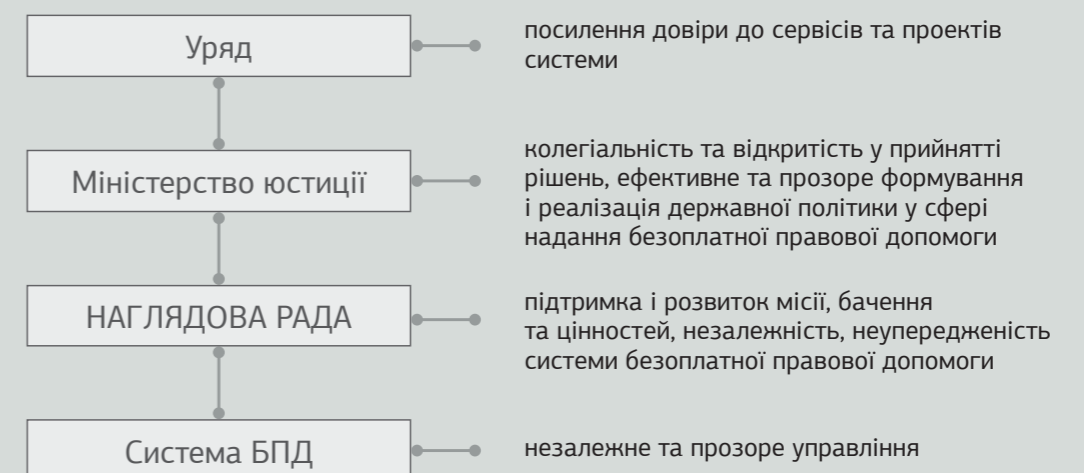 Уряд
посилення довіри до сервісів та проектів
системи
Міністерство юстиції
колегіальність та відкритість у прийнятті
рішень, ефективне та прозоре формування
і реалізація державної політики у сфері
надання безоплатної правової допомоги
НАГЛЯДОВА РАДА
підтримка і розвиток місії, бачення
та цінностей, незалежність, неупередженість
системи безоплатної правової допомоги
Система БПД
незалежне та прозоре управління